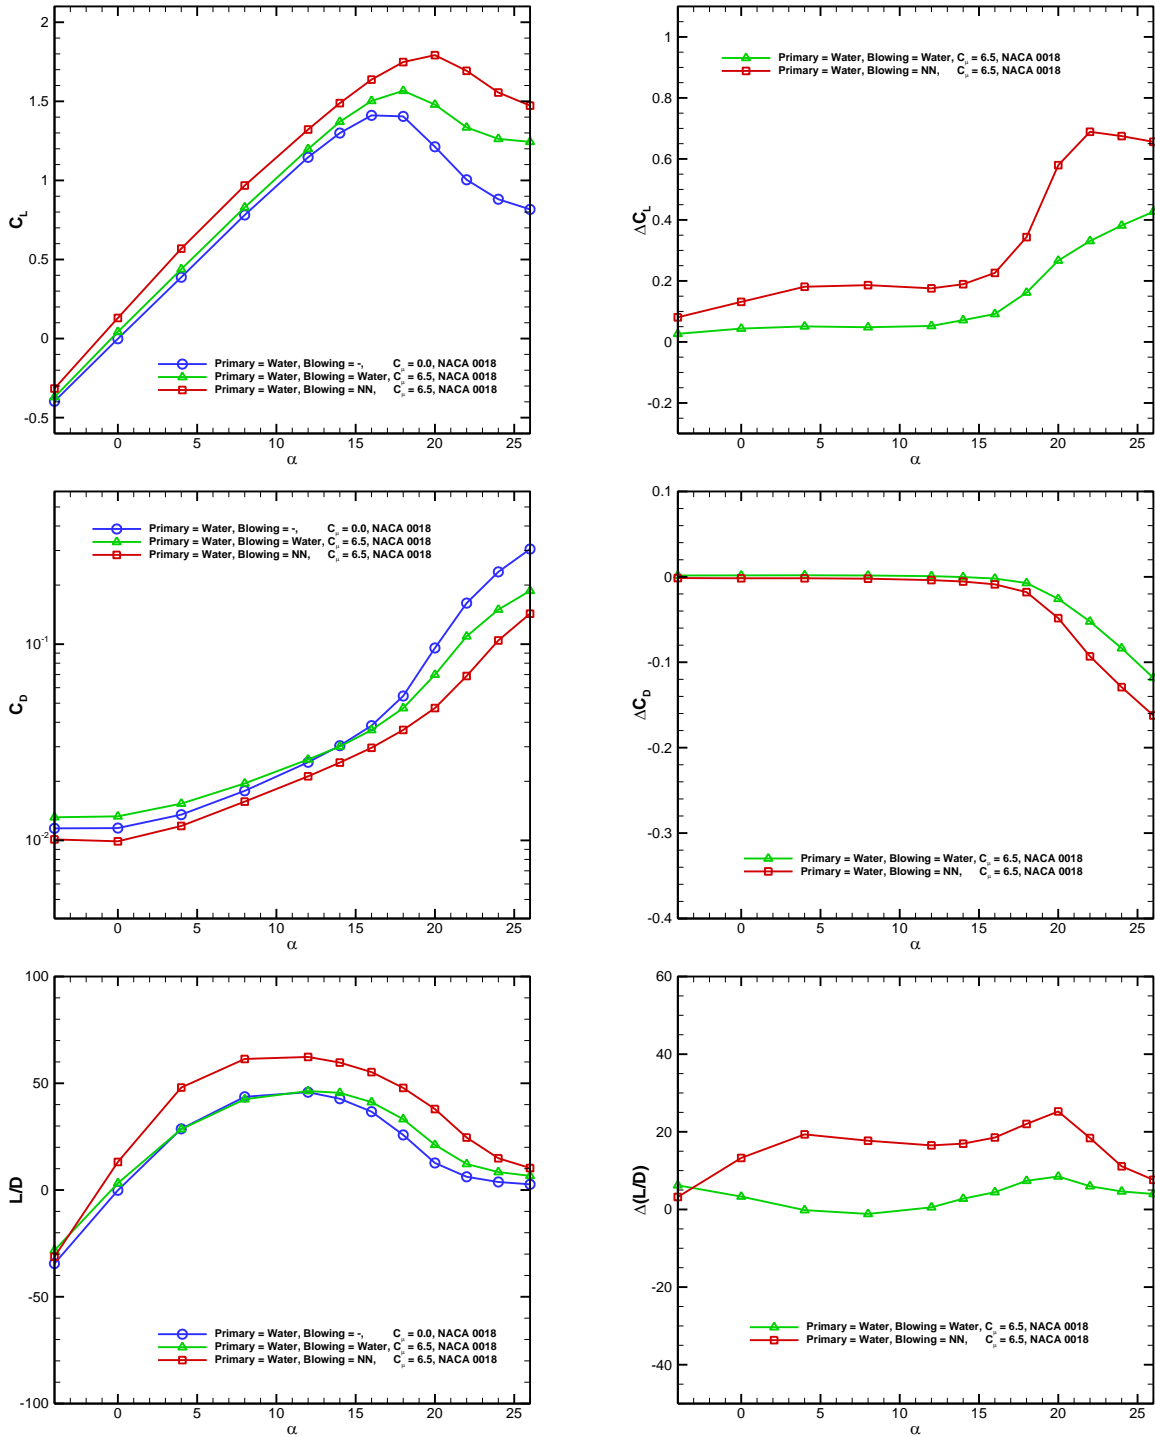 2
1.5
1
0.5
0
-0.5
C_L
0 5 10 15 20 25
α
Primary = Water, Blowing = -, C_μ = 0.0, NACA 0018
Primary = Water, Blowing = Water, C_μ = 6.5, NACA 0018
Primary = Water, Blowing = NN, C_μ = 6.5, NACA 0018
1
0.8
0.6
0.4
0.2
0
-0.2
ΔC_L
0 5 10 15 20 25
α
Primary = Water, Blowing = Water, C_μ = 6.5, NACA 0018
Primary = Water, Blowing = NN, C_μ = 6.5, NACA 0018
10^-1
10^-2
C_D
0 5 10 15 20 25
α
Primary = Water, Blowing = -, C_μ = 0.0, NACA 0018
Primary = Water, Blowing = Water, C_μ = 6.5, NACA 0018
Primary = Water, Blowing = NN, C_μ = 6.5, NACA 0018
0.1
0
-0.1
-0.2
-0.3
-0.4
ΔC_D
0 5 10 15 20 25
α
Primary = Water, Blowing = Water, C_μ = 6.5, NACA 0018
Primary = Water, Blowing = NN, C_μ = 6.5, NACA 0018
100
50
0
-50
-100
L/D
0 5 10 15 20 25
α
Primary = Water, Blowing = -, C_μ = 0.0, NACA 0018
Primary = Water, Blowing = Water, C_μ = 6.5, NACA 0018
Primary = Water, Blowing = NN, C_μ = 6.5, NACA 0018
60
40
20
0
-20
-40
Δ(L/D)
0 5 10 15 20 25
α
Primary = Water, Blowing = Water, C_μ = 6.5, NACA 0018
Primary = Water, Blowing = NN, C_μ = 6.5, NACA 0018